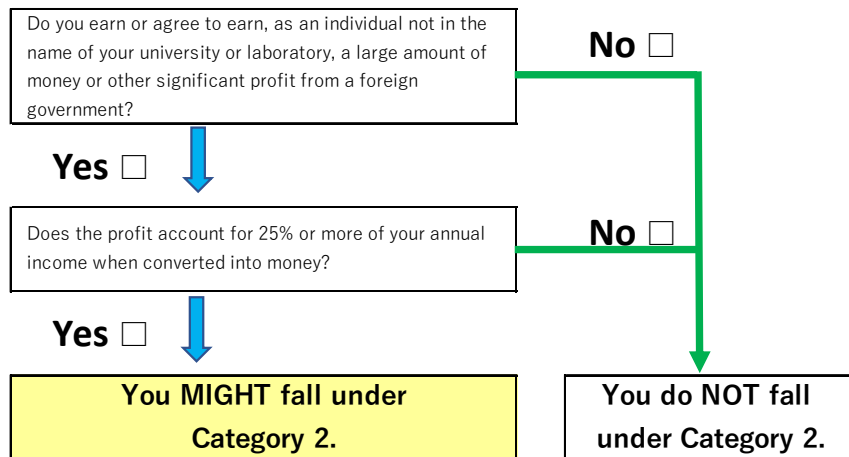 Do you earn or agree to earn, as an individual not in the
name of your university or laboratory, a large amount of
money or other significant profit from a foreign
government?
No □
Yes □
Does the profit account for 25% or more of your annual
income when converted into money?
No □
Yes □
You MIGHT fall under
Category 2.
You do NOT fall
under Category 2.